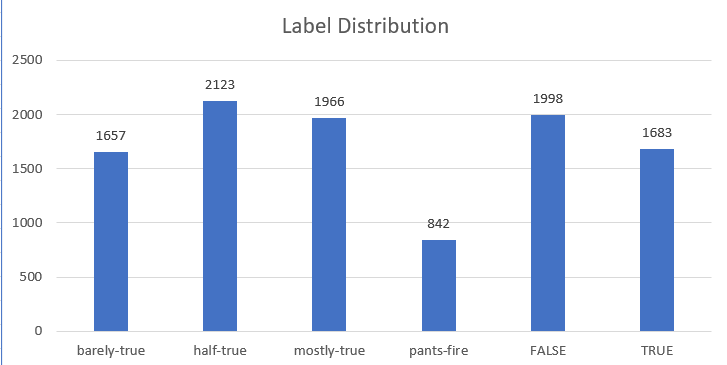 Label Distribution
2500
2000
1500
1000
500
0
1657
2123
1966
842
1998
1683
barely-true
half-true
mostly-true
pants-fire
FALSE
TRUE